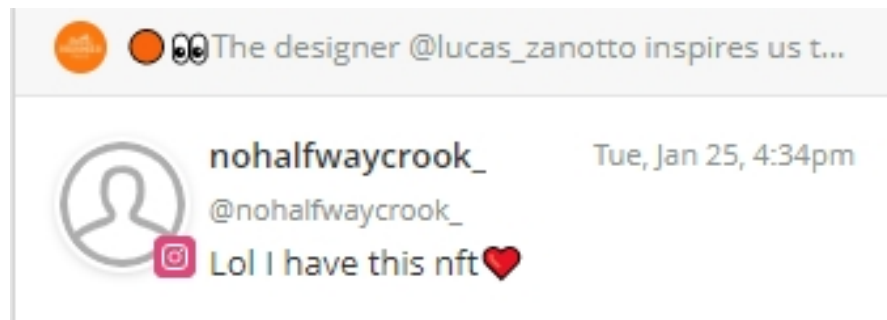 🟠👀The designer @lucas_zanotto inspires us t...
nohalfwaycrook_
Tue, Jan 25, 4:34pm
@nohalfwaycrook_
Lol I have this nft❤️